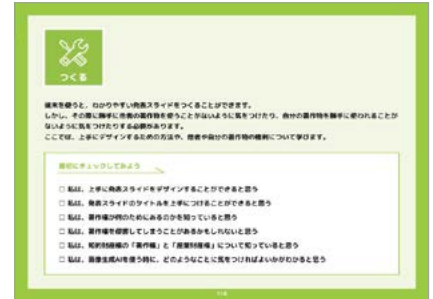 つくる
端末を使うと、わかりやすい発表スライドをつくることができます。
しかし、その際に勝手に他者の著作物を使うことがないように気をつけたり、自分の著作物を勝手に使われることが
ないように気をつけたりする必要があります。
ここでは、上手にデザインするための方法や、他者や自分の著作物の権利について学びます。
最初にチェックしてみよう
□ 私は、上手に発表スライドをデザインすることができると思う
□ 私は、発表スライドのタイトルを上手につけることができると思う
□ 私は、著作権が何のためにあるのかを知っていると思う
□ 私は、著作権を侵害してしまうことがあるかもしれないと思う
□ 私は、知的財産権の「著作権」と「産業財産権」について知っていると思う
□ 私は、画像生成AIを使う時に、どのようなことに気をつければよいかがわかると思う